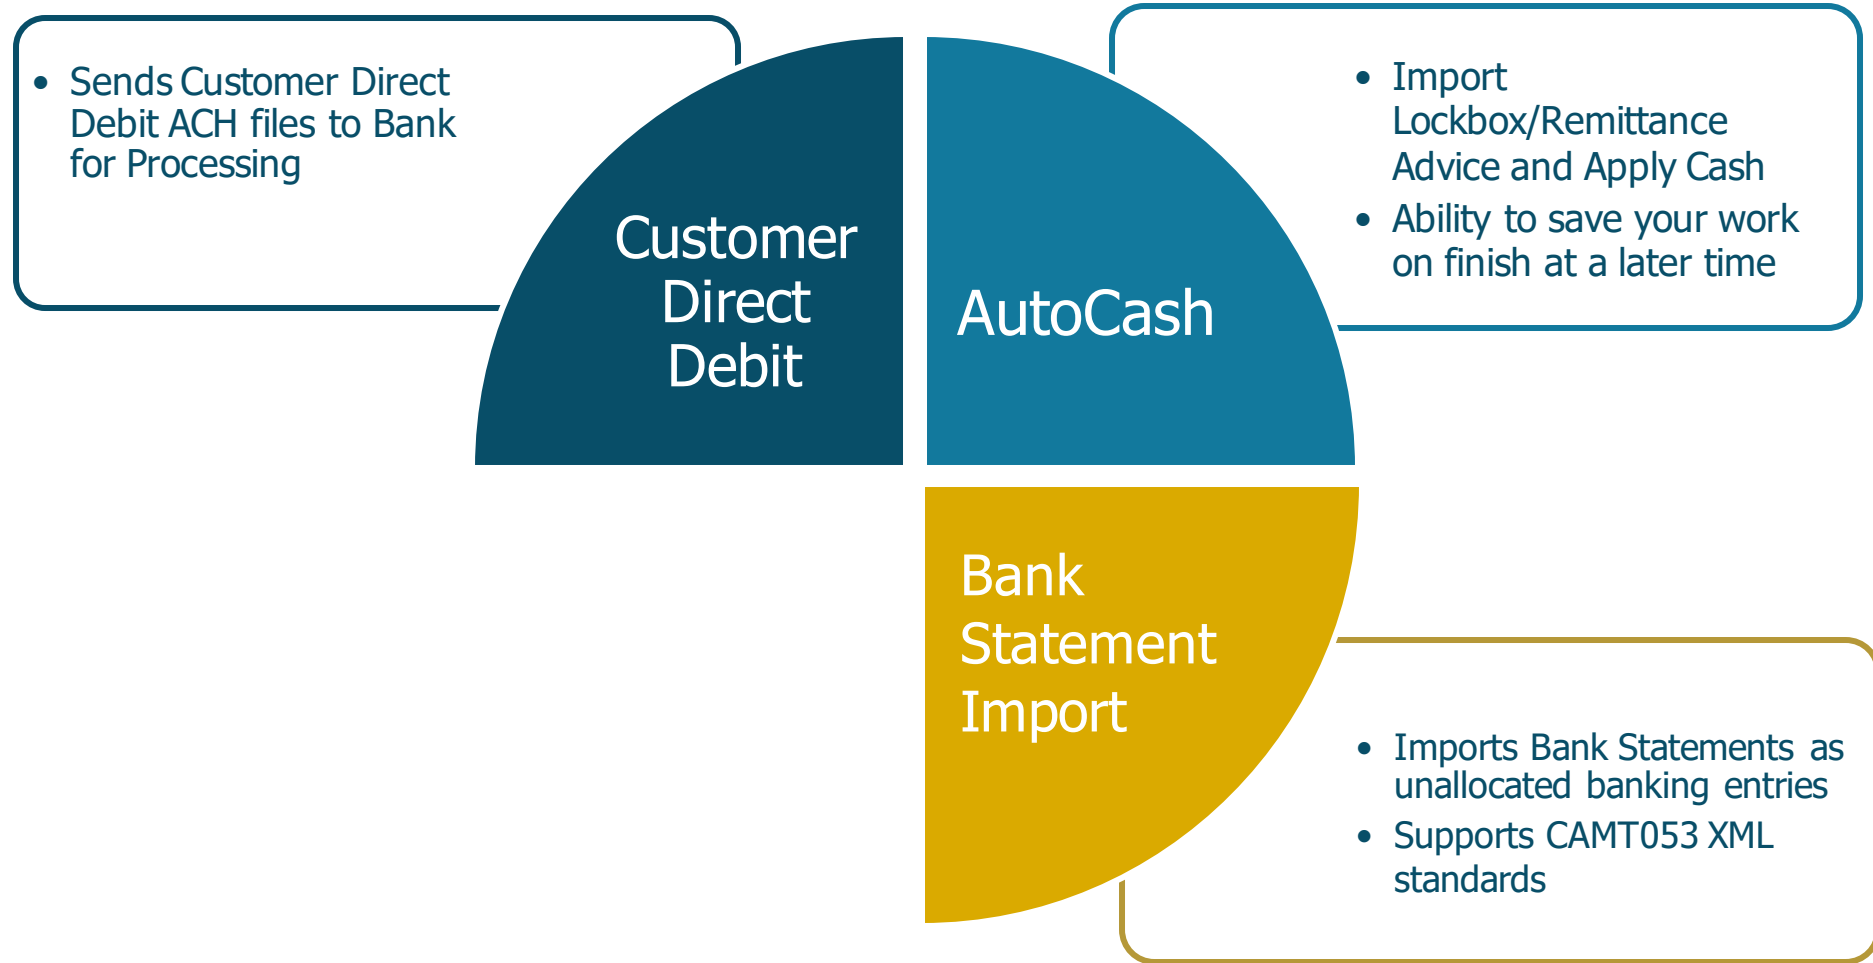 • Sends Customer Direct
Debit ACH files to Bank
for Processing
Customer
Direct
Debit
AutoCash
• Import
Lockbox/Remittance
Advice and Apply Cash
• Ability to save your work
on finish at a later time
Bank
Statement
Import
• Imports Bank Statements as
unallocated banking entries
• Supports CAMT053 XML
standards